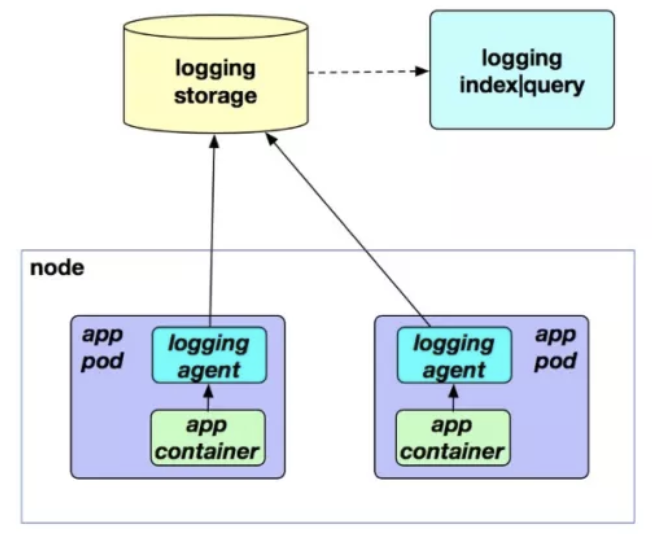 logging
storage
logging
index|query
node
app
pod
logging
agent
app
container
logging
agent
app
pod
app
container